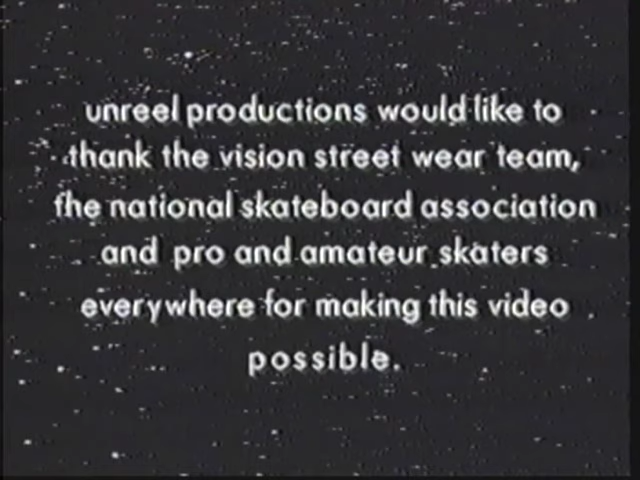 unreel productions would like to
thank the vision street wear team,
the national skateboard association
and pro and amateur skaters
everywhere for making this video
possible.